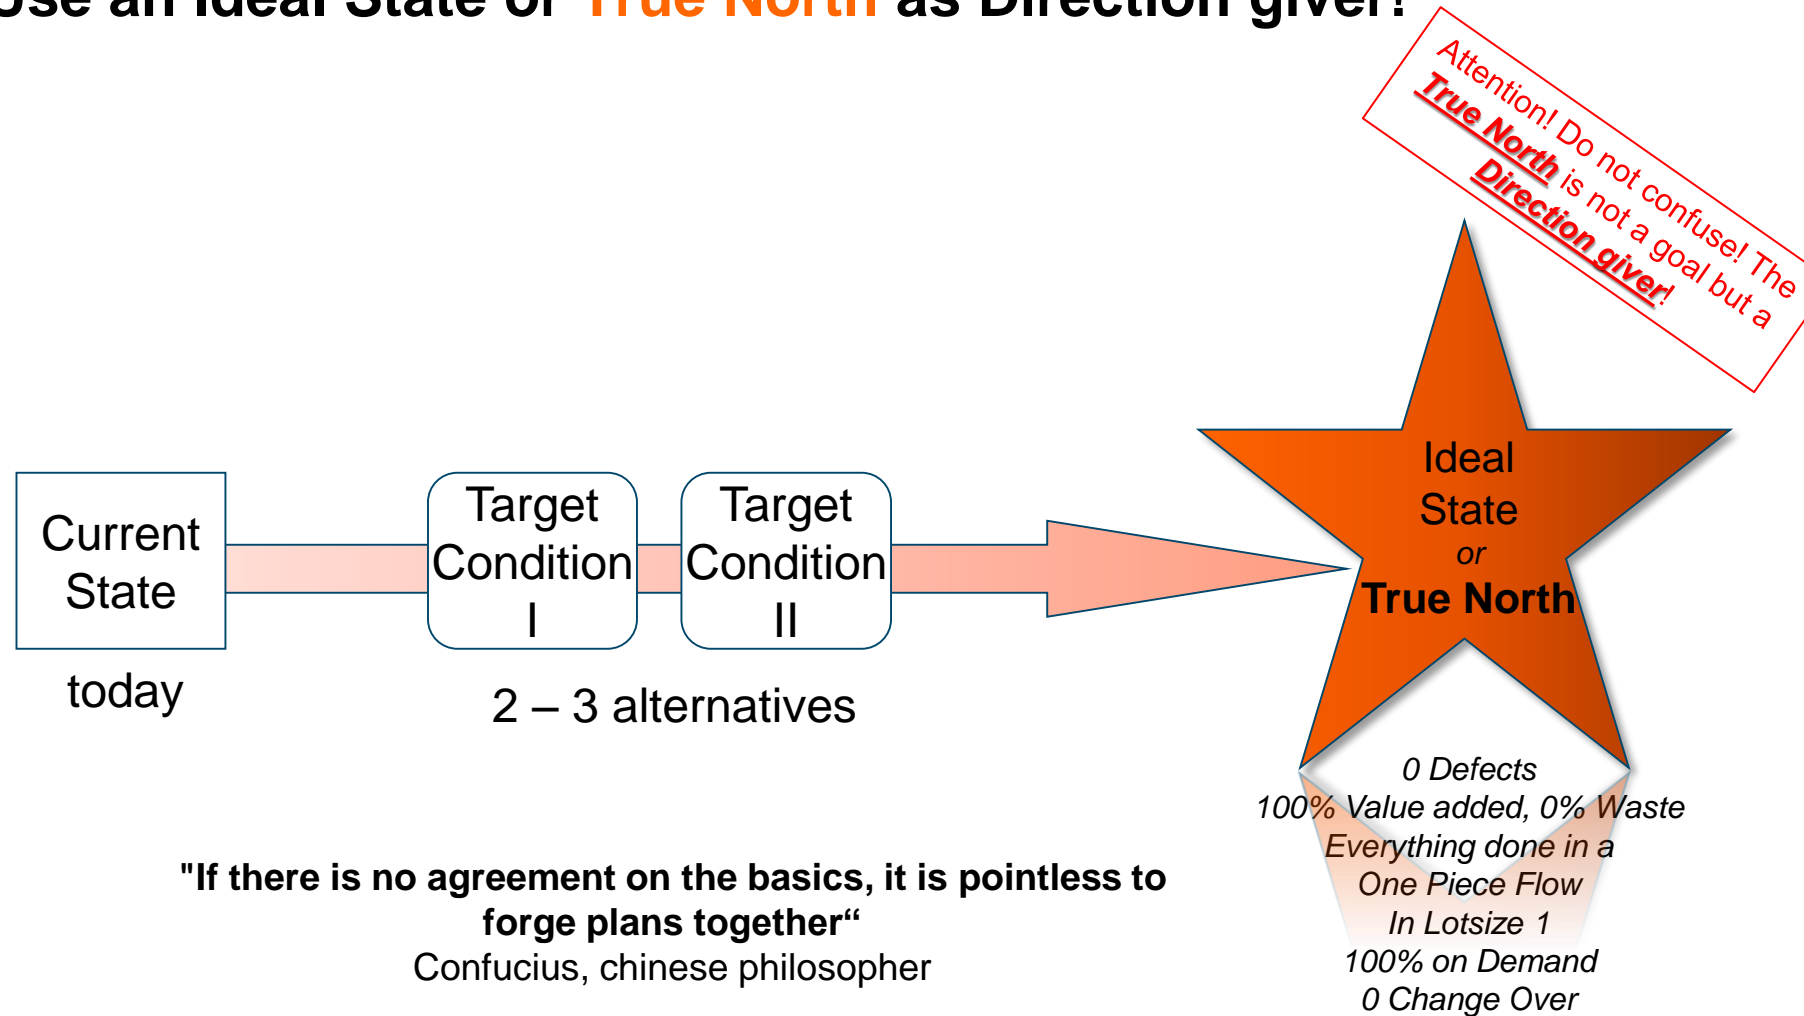 Use an Ideal State or True North as Direction giver!
Attention! Do not confuse! The
True North is not a goal but a
Direction giver!
Current
State
today
Target
Condition
I
Target
Condition
II
2 – 3 alternatives
Ideal
State
or
True North
0 Defects
100% Value added, 0% Waste
Everything done in a
One Piece Flow
In Lotsize 1
100% on Demand
0 Change Over
"If there is no agreement on the basics, it is pointless to
forge plans together“
Confucius, chinese philosopher